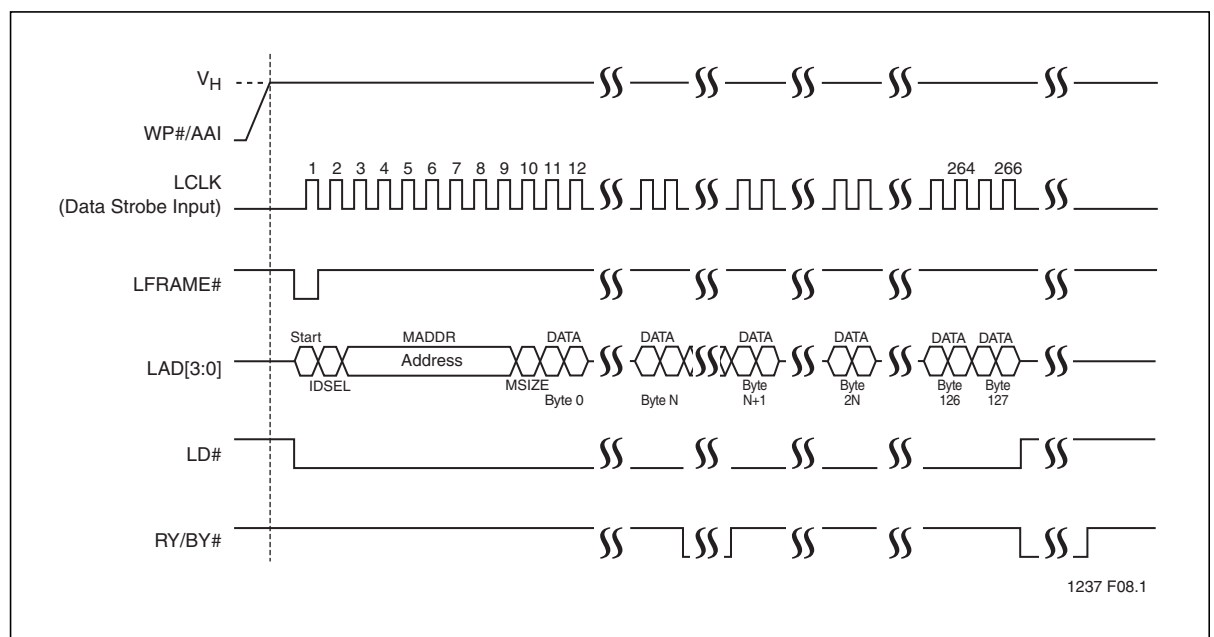 VH
WP#/AAI
1 2 3 4 5 6 7 8 9 10 11 12 264 266
LCLK
(Data Strobe Input)
LFRAME#
Start MADDR DATA DATA DATA DATA DATA DATA
LAD[3:0] Address
IDSEL MSIZE Byte 0 Byte N Byte N+1 Byte 2N Byte 126 Byte 127
LD#
RY/BY#
1237 F08.1